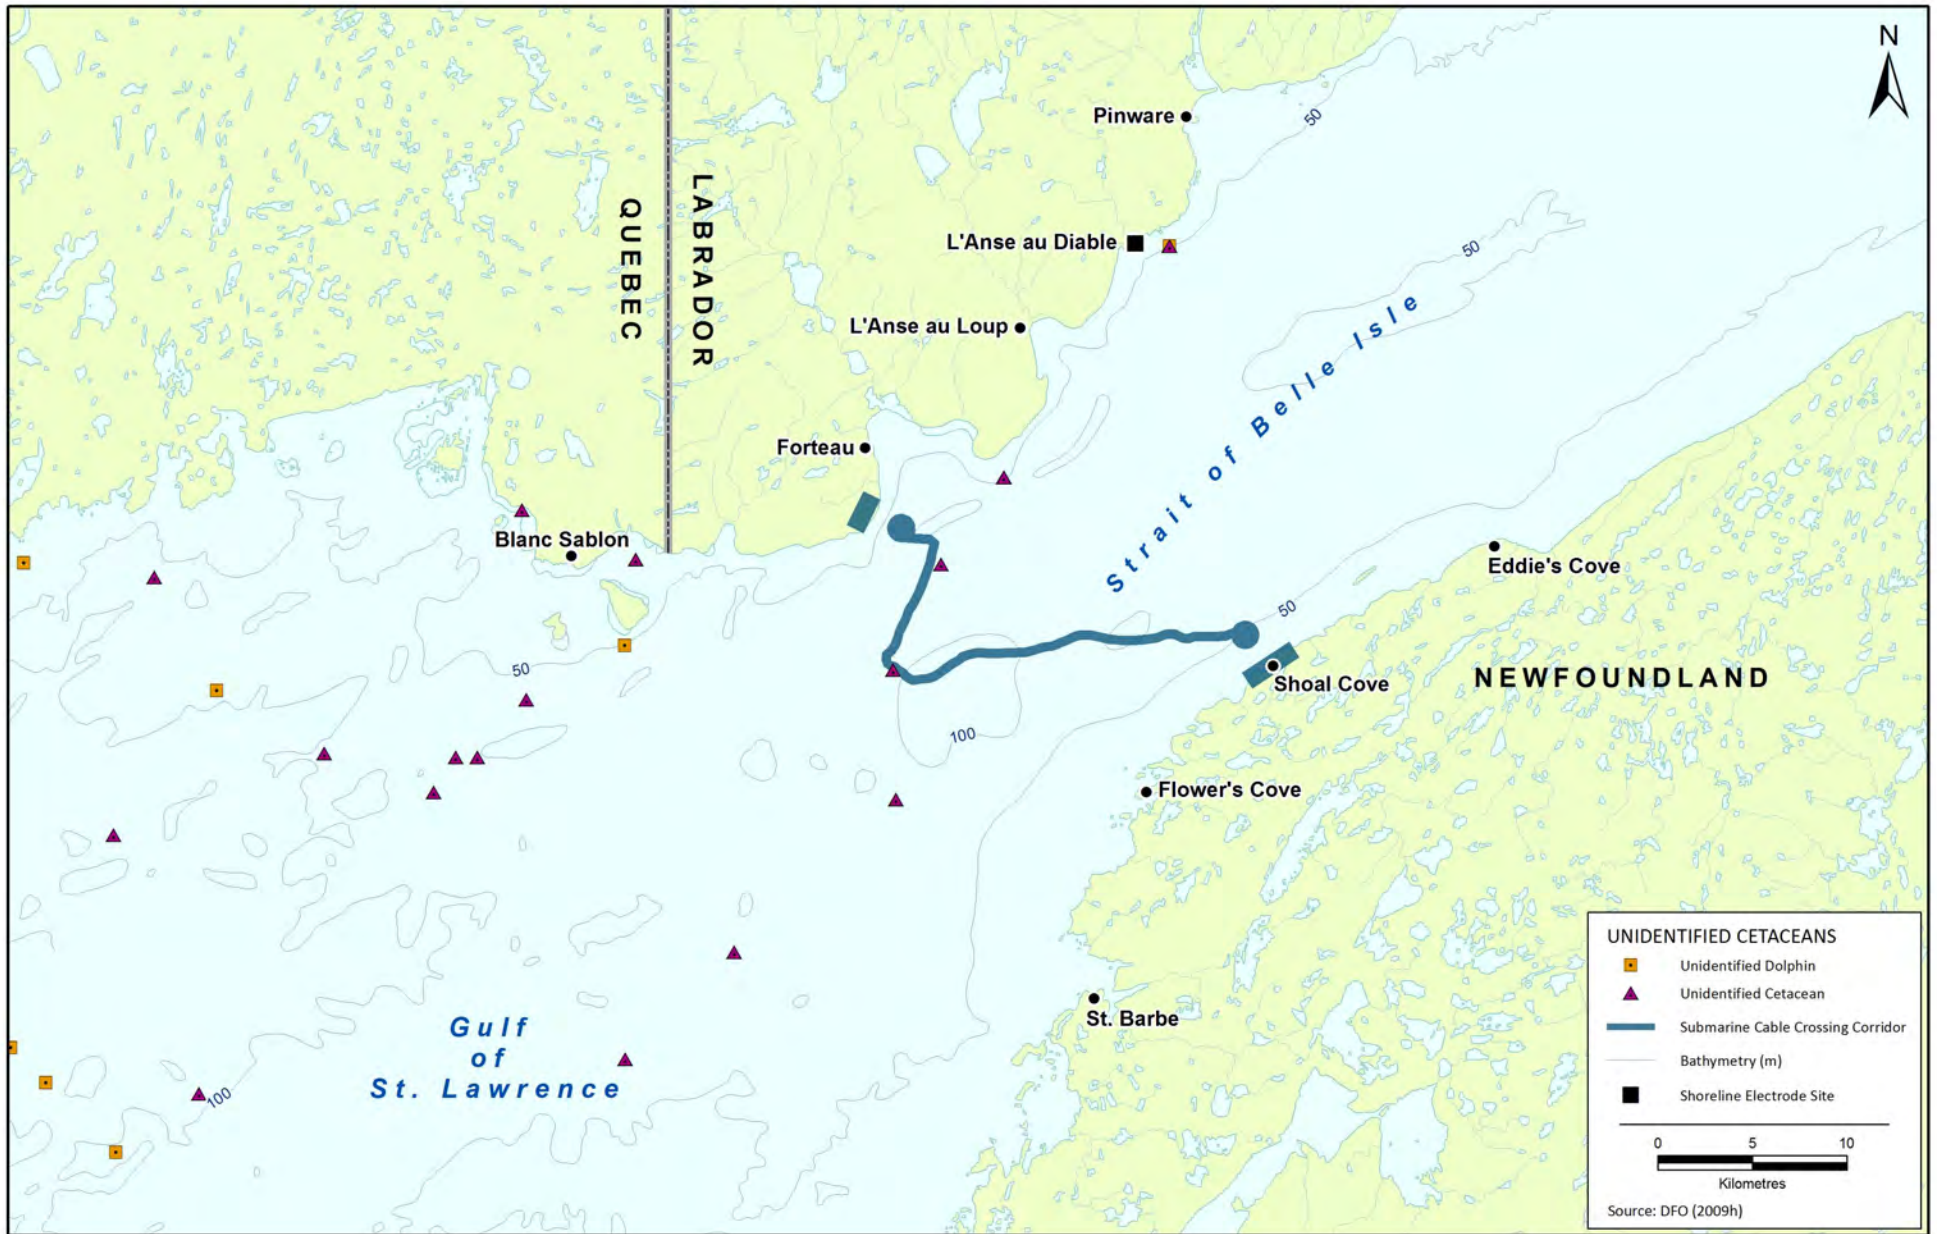 N
Pinware
50
QUEBEC
LABRADOR
L'Anse au Diable
50
L'Anse au Loup
Strait of Belle Isle
Forteau
Blanc Sablon
Eddie's Cove
50
50
Shoal Cove
NEWFOUNDLAND
100
Flower's Cove
St. Barbe
Gulf
of
St. Lawrence
100
UNIDENTIFIED CETACEANS
Unidentified Dolphin
Unidentified Cetacean
Submarine Cable Crossing Corridor
Bathymetry (m)
Shoreline Electrode Site
0 5 10
Kilometres
Source: DFO (2009h)